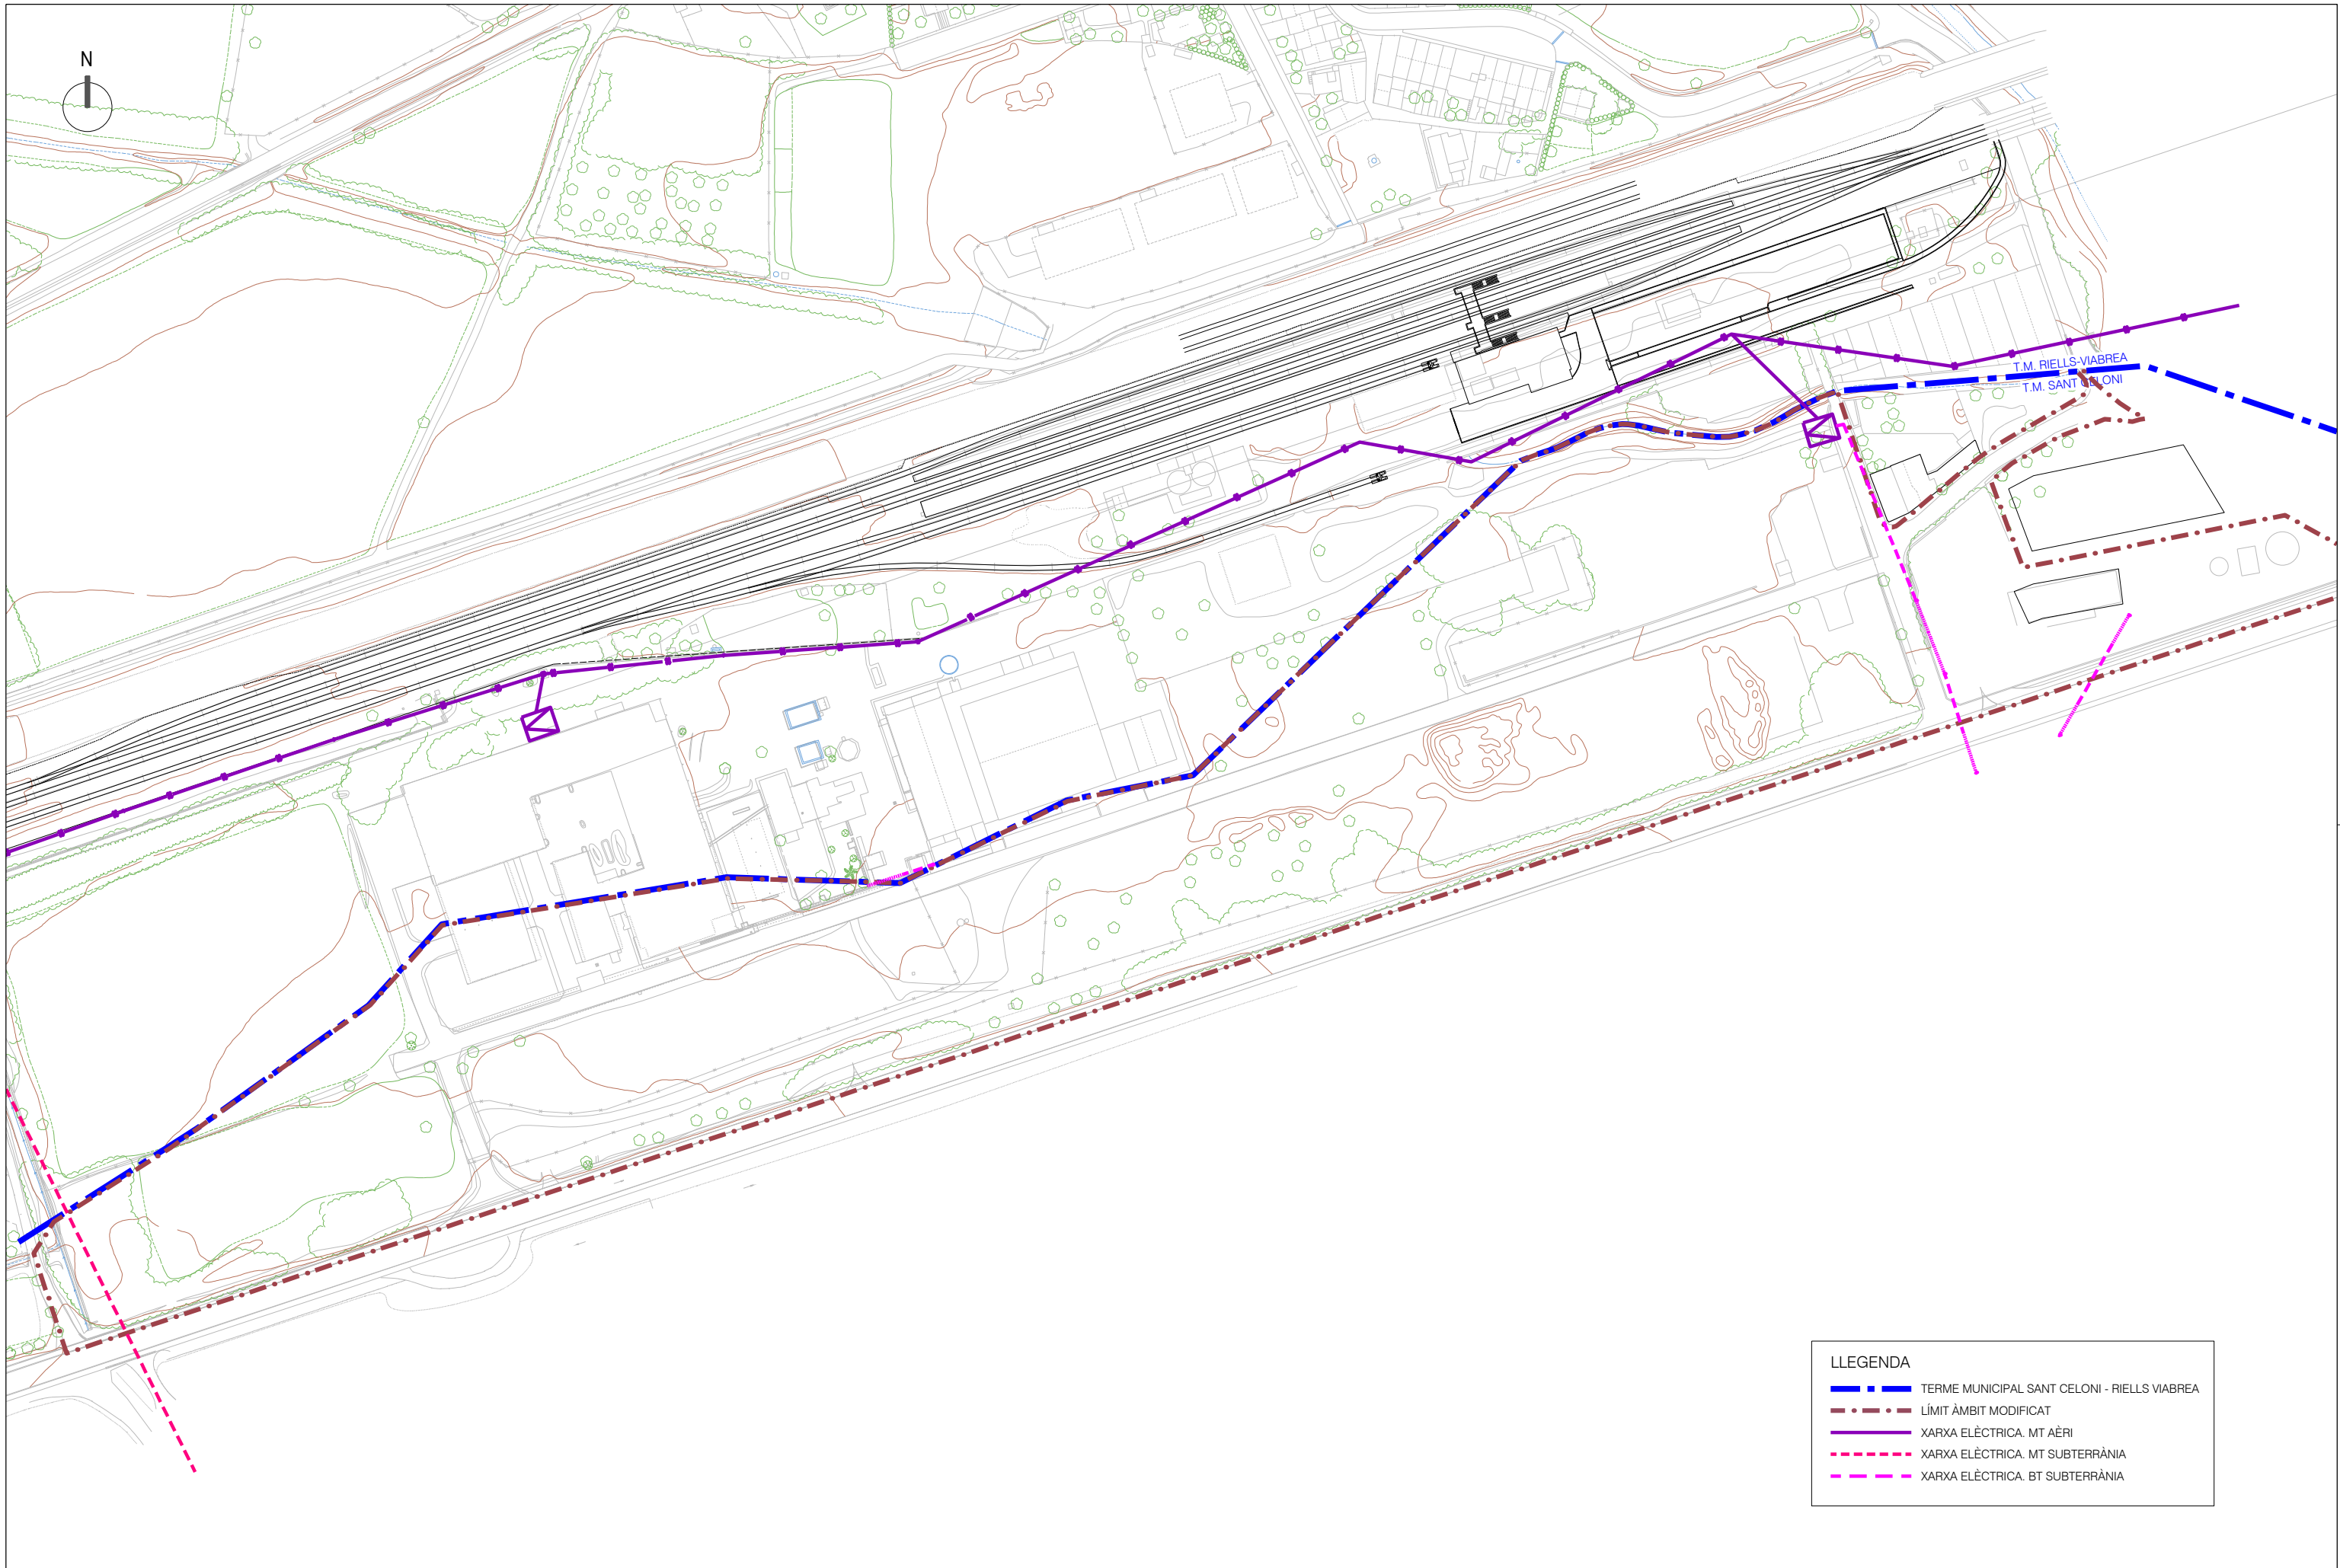 N
T.M. RIELLS-VIABREA
T.M. SANT CELONI
LLEGENDA
TERME MUNICIPAL SANT CELONI - RIELLS VIABREA
LÍMIT ÀMBIT MODIFICAT
XARXA ELÈCTRICA. MT AÈRI
XARXA ELÈCTRICA. MT SUBTERRÀNIA
XARXA ELÈCTRICA. BT SUBTERRÀNIA